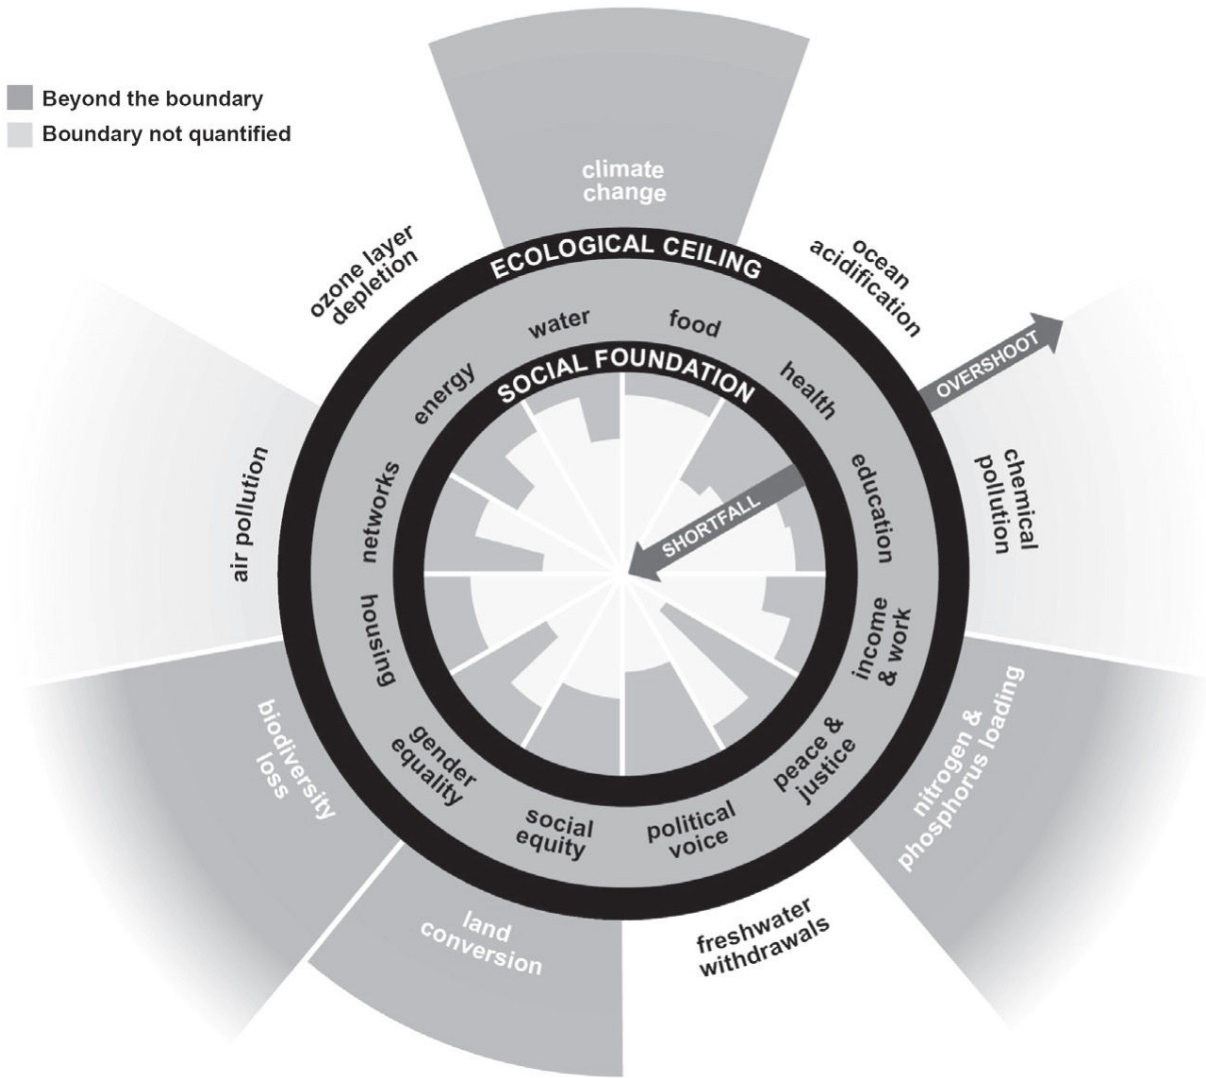 Beyond the boundary
Boundary not quantified
climate
change
ozone layer
depletion
ocean
acidification
ECOLOGICAL CEILING
OVERSHOOT
water
food
energy
health
SOCIAL FOUNDATION
networks
education
SHORTFALL
air pollution
chemical
pollution
housing
income
& work
gender
equality
peace &
justice
social
equity
political
voice
biodiversity
loss
nitrogen &
phosphorus loading
land
conversion
freshwater
withdrawals